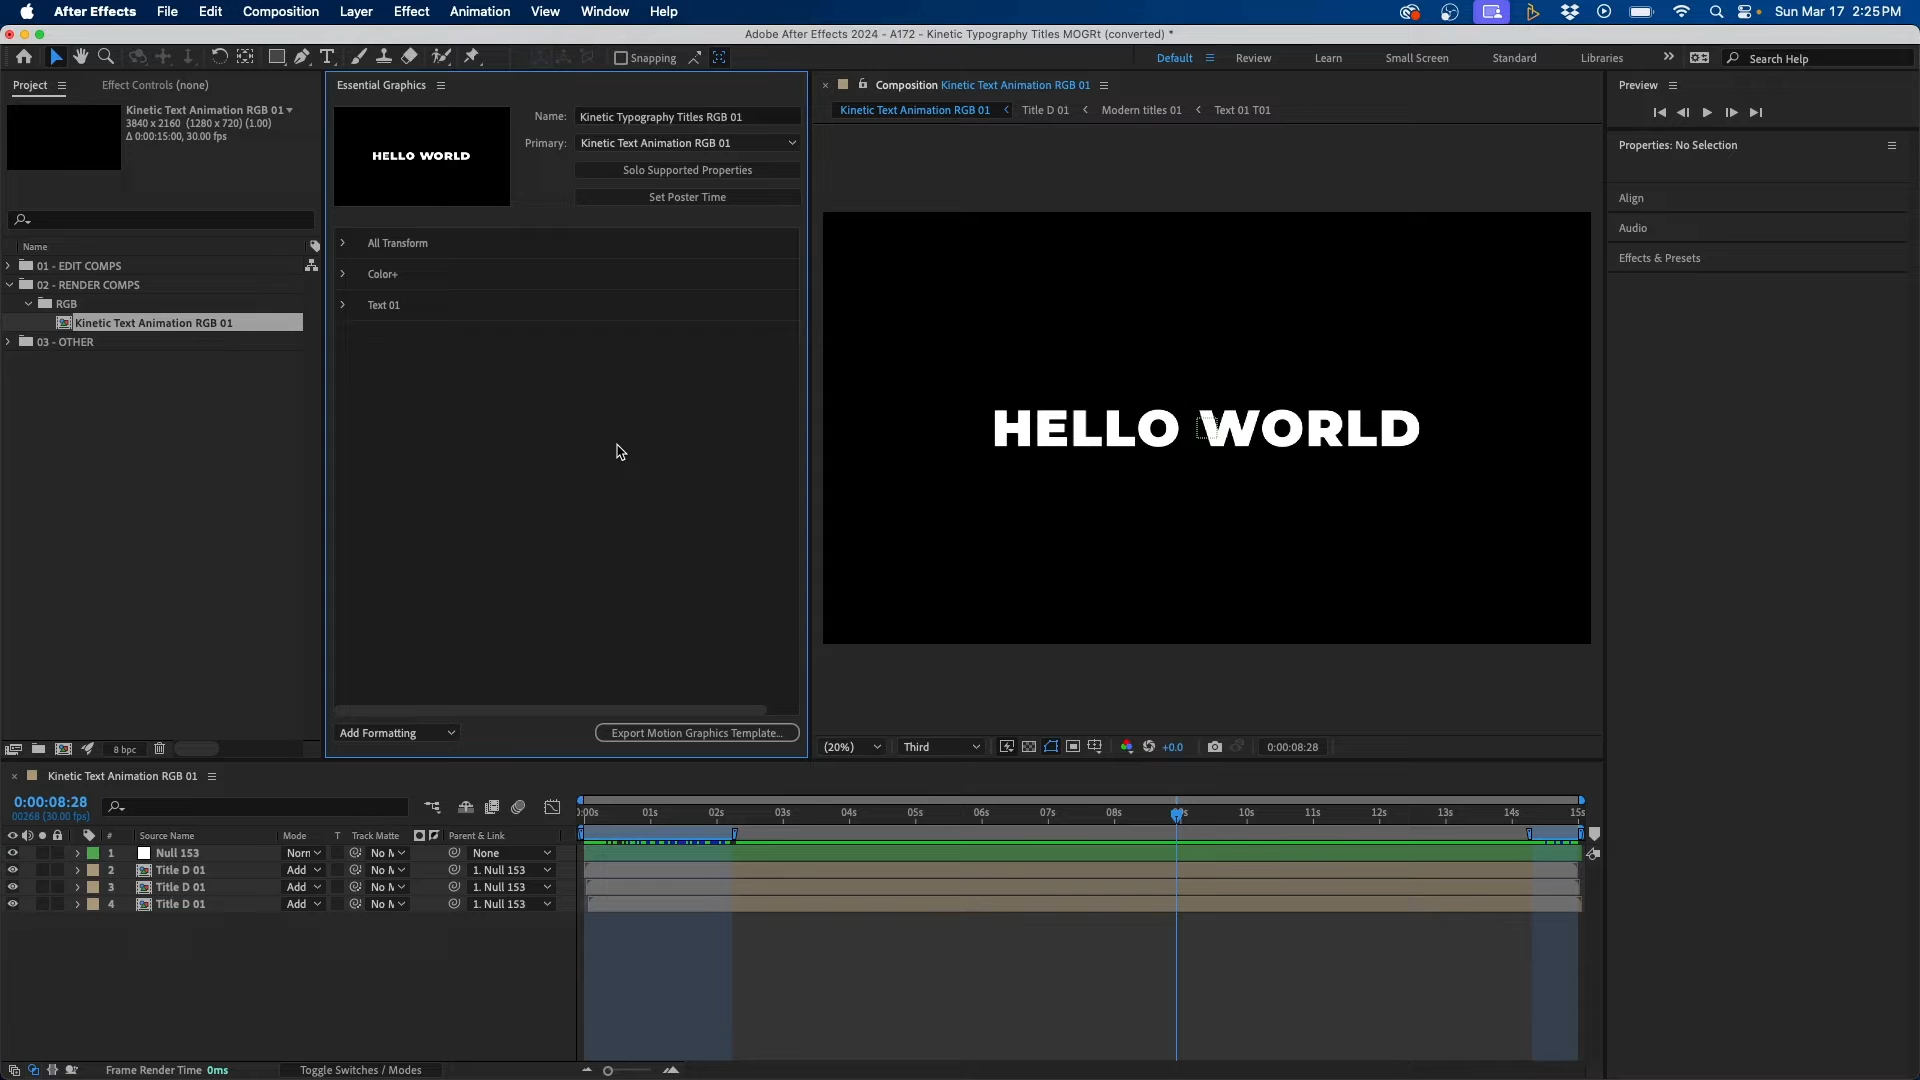 After Effects File Edit Composition Layer Effect Animation View Window Help Sun Mar 17 2:25 PM
Adobe After Effects 2024 - A172 - Kinetic Typography Titles MOGRt (converted) *
Snapping Default Review Learn Small Screen Standard Libraries Search Help
Project Effect Controls (none)
Kinetic Text Animation RGB 01
3840 x 2160 (1280 x 720) (1.00)
Δ 0:00:15:00, 30.00 fps
Name
01 - EDIT COMPS
02 - RENDER COMPS
RGB
Kinetic Text Animation RGB 01
03 - OTHER
8 bpc
Essential Graphics
HELLO WORLD
Name: Kinetic Typography Titles RGB 01
Primary: Kinetic Text Animation RGB 01
Solo Supported Properties
Set Poster Time
All Transform
Color+
Text 01
Add Formatting Export Motion Graphics Template...
Composition Kinetic Text Animation RGB 01
Kinetic Text Animation RGB 01 Title D 01 Modern titles 01 Text 01 T01
HELLO WORLD
(20%) Third +0.0 0:00:08:28
Preview
Properties: No Selection
Align
Audio
Effects & Presets
Kinetic Text Animation RGB 01
0:00:08:28
00268 (30.00 fps)
:00s 01s 02s 03s 04s 05s 06s 07s 08s 10s 11s 12s 13s 14s 15s
# Source Name Mode T Track Matte Parent & Link
1 Null 153 Norn No M None
2 Title D 01 Add No M 1. Null 153
3 Title D 01 Add No M 1. Null 153
4 Title D 01 Add No M 1. Null 153
Frame Render Time 0ms Toggle Switches / Modes